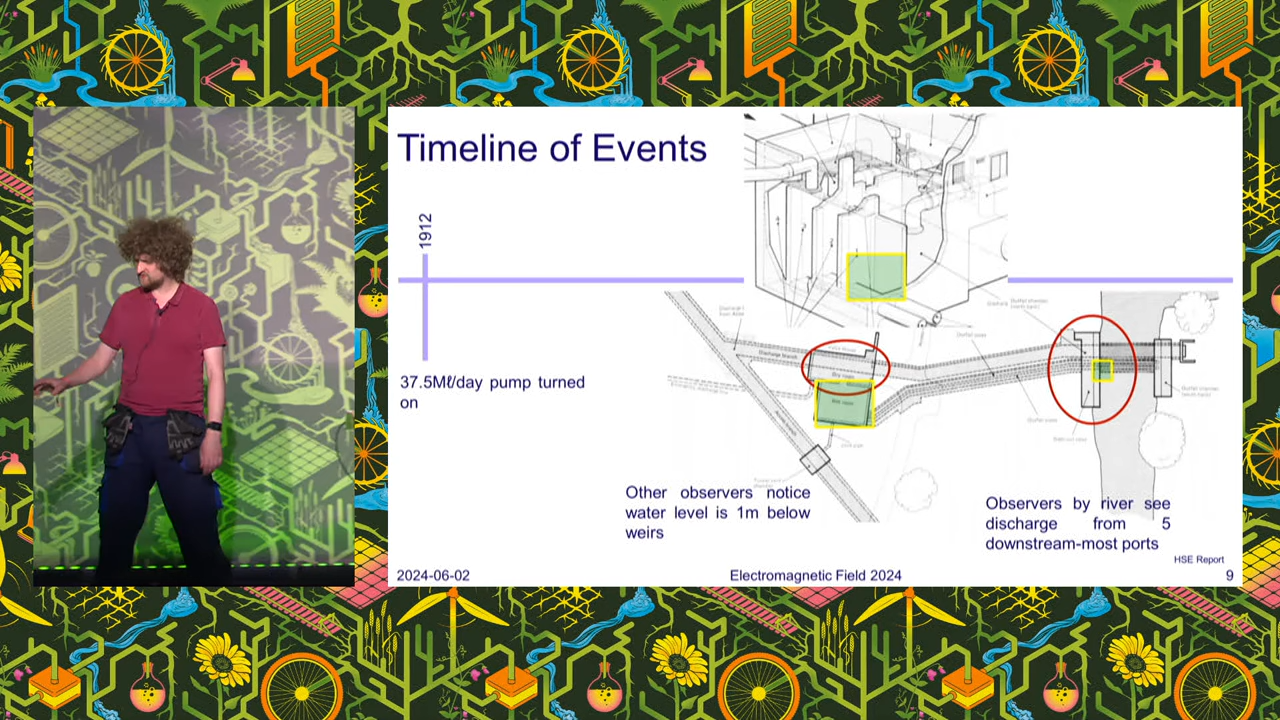 Timeline of Events
1912
37.5Mℓ/day pump turned
on
Other observers notice
water level is 1m below
weirs
Observers by river see
discharge from 5
downstream-most ports
HSE Report
2024-06-02
Electromagnetic Field 2024
9